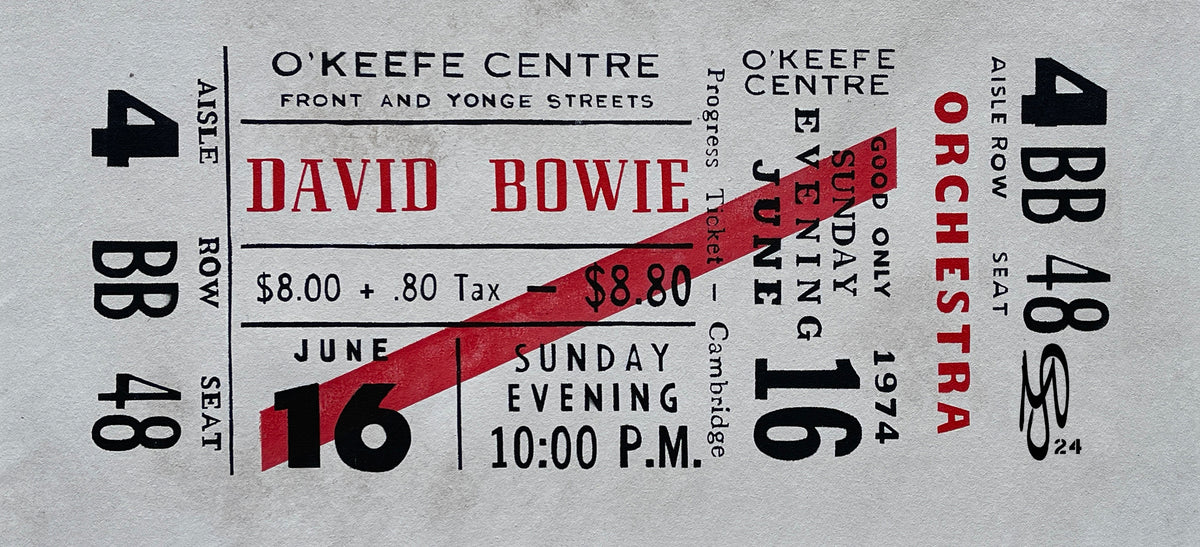 AISLE ROW SEAT
4 BB 48
O'KEEFE CENTRE
FRONT AND YONGE STREETS
DAVID BOWIE
$8.00 + .80 Tax — $8.80
JUNE
16
SUNDAY
EVENING
10:00 P.M.
Progress Ticket – Cambridge
O'KEEFE
CENTRE
GOOD ONLY 1974
SUNDAY
EVENING
JUNE 16
ORCHESTRA
AISLE ROW SEAT
4 BB 48
24